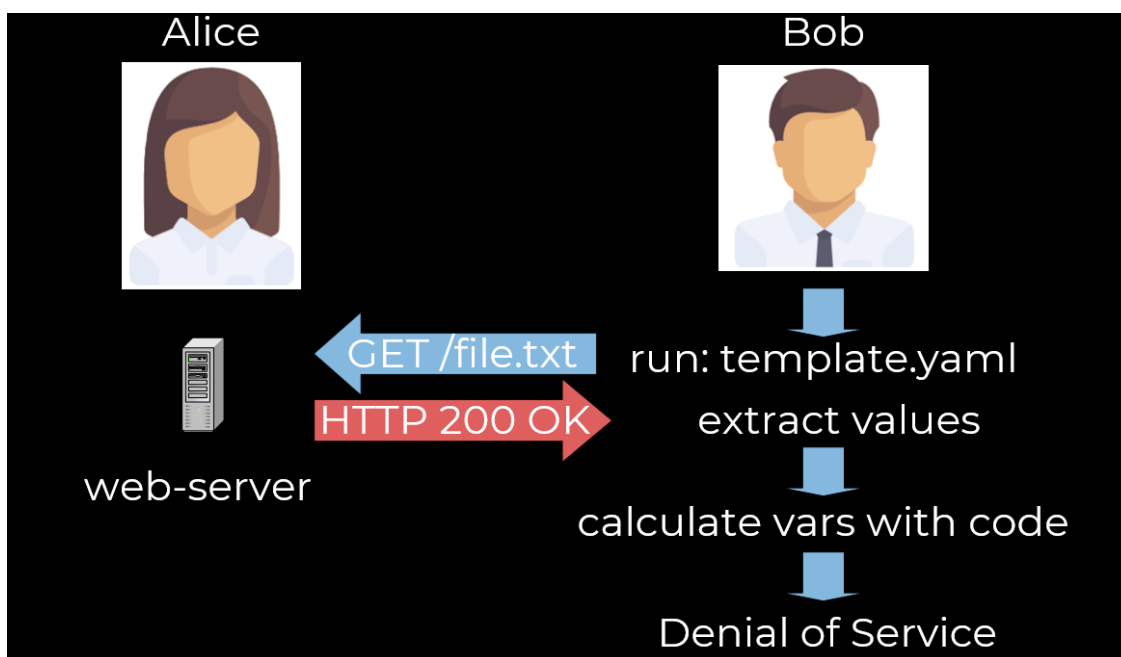 Alice
Bob
GET /file.txt
run: template.yaml
HTTP 200 OK
extract values
web-server
calculate vars with code
Denial of Service